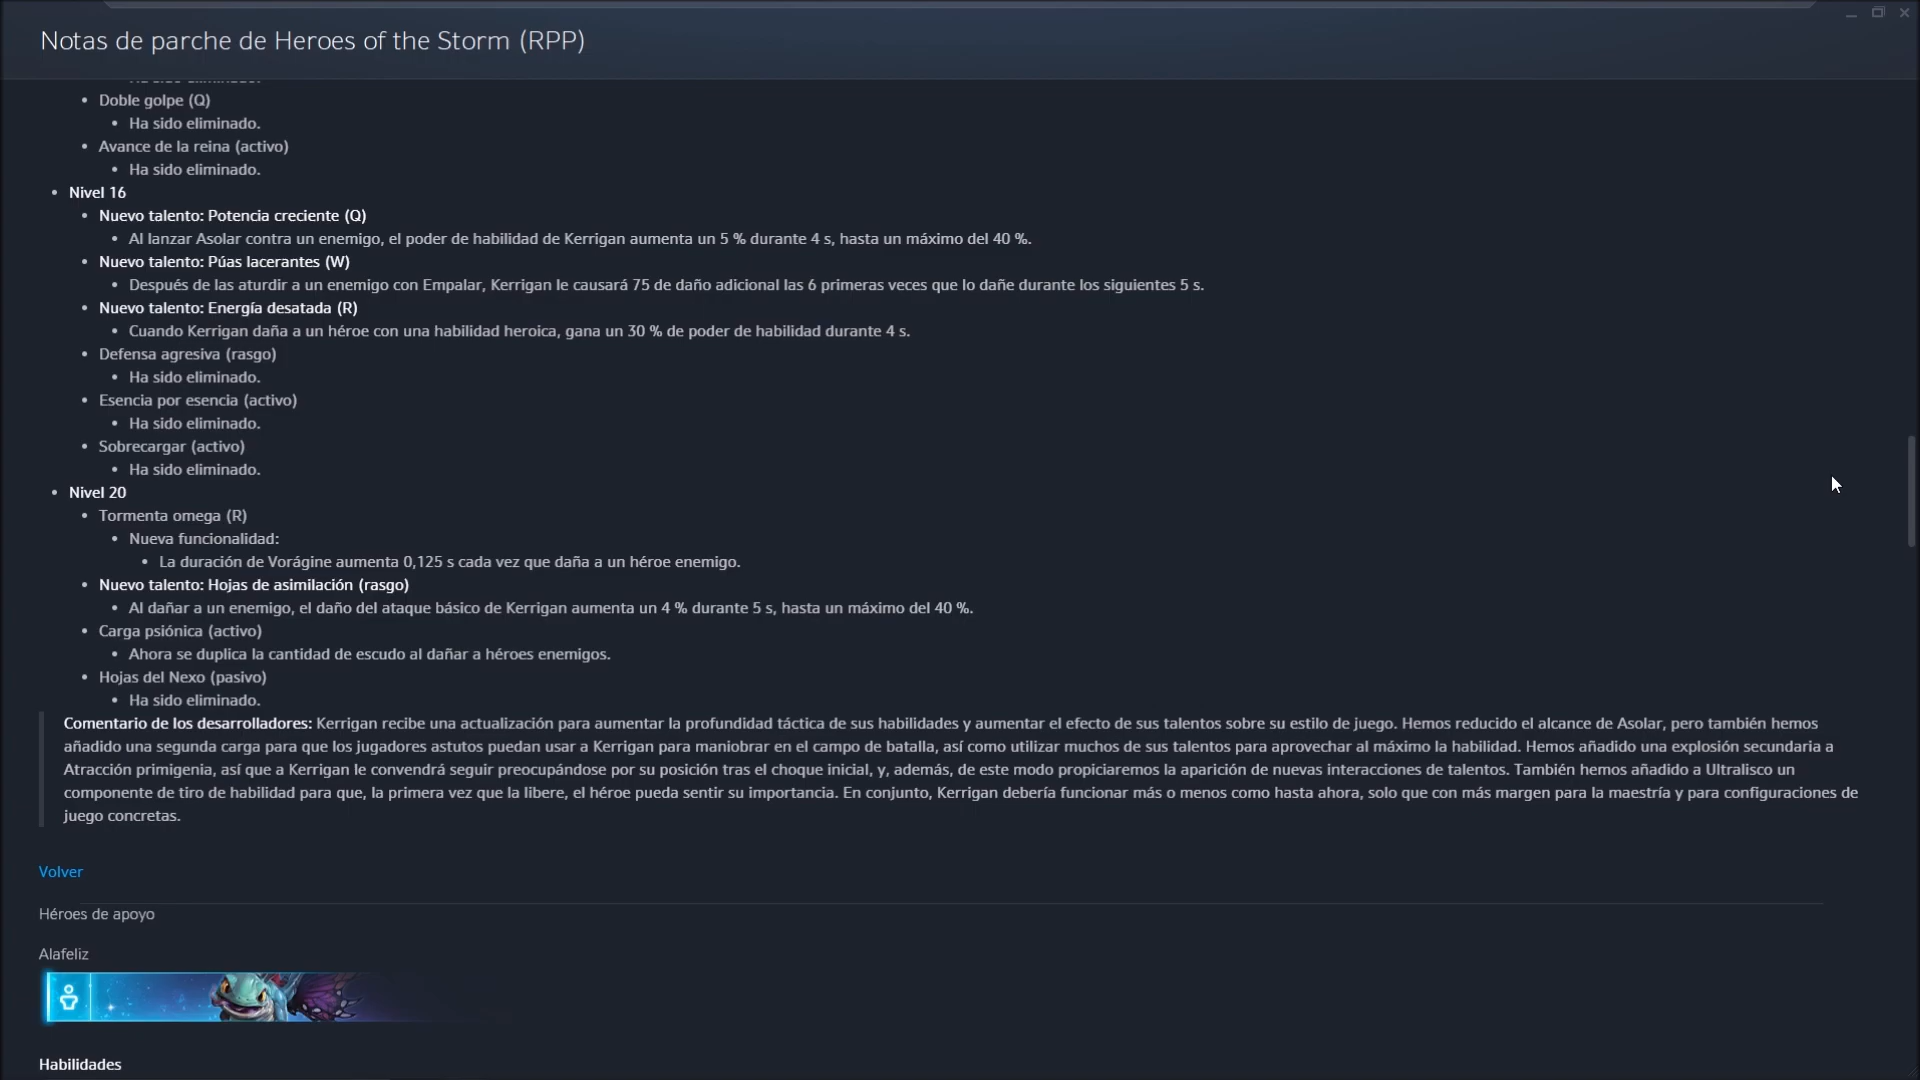 Notas de parche de Heroes of the Storm (RPP)
Doble golpe (Q)
Ha sido eliminado.
Avance de la reina (activo)
Ha sido eliminado.
Nivel 16
Nuevo talento: Potencia creciente (Q)
Al lanzar Asolar contra un enemigo, el poder de habilidad de Kerrigan aumenta un 5 % durante 4 s, hasta un máximo del 40 %.
Nuevo talento: Púas lacerantes (W)
Después de las aturdir a un enemigo con Empalar, Kerrigan le causará 75 de daño adicional las 6 primeras veces que lo dañe durante los siguientes 5 s.
Nuevo talento: Energía desatada (R)
Cuando Kerrigan daña a un héroe con una habilidad heroica, gana un 30 % de poder de habilidad durante 4 s.
Defensa agresiva (rasgo)
Ha sido eliminado.
Esencia por esencia (activo)
Ha sido eliminado.
Sobrecargar (activo)
Ha sido eliminado.
Nivel 20
Tormenta omega (R)
Nueva funcionalidad:
La duración de Vorágine aumenta 0,125 s cada vez que daña a un héroe enemigo.
Nuevo talento: Hojas de asimilación (rasgo)
Al dañar a un enemigo, el daño del ataque básico de Kerrigan aumenta un 4 % durante 5 s, hasta un máximo del 40 %.
Carga psiónica (activo)
Ahora se duplica la cantidad de escudo al dañar a héroes enemigos.
Hojas del Nexo (pasivo)
Ha sido eliminado.
Comentario de los desarrolladores: Kerrigan recibe una actualización para aumentar la profundidad táctica de sus habilidades y aumentar el efecto de sus talentos sobre su estilo de juego. Hemos reducido el alcance de Asolar, pero también hemos
añadido una segunda carga para que los jugadores astutos puedan usar a Kerrigan para maniobrar en el campo de batalla, así como utilizar muchos de sus talentos para aprovechar al máximo la habilidad. Hemos añadido una explosión secundaria a
Atracción primigenia, así que a Kerrigan le convendrá seguir preocupándose por su posición tras el choque inicial, y, además, de este modo propiciaremos la aparición de nuevas interacciones de talentos. También hemos añadido a Ultralisco un
componente de tiro de habilidad para que, la primera vez que la libere, el héroe pueda sentir su importancia. En conjunto, Kerrigan debería funcionar más o menos como hasta ahora, solo que con más margen para la maestría y para configuraciones de
juego concretas.
Volver
Héroes de apoyo
Alafeliz
Habilidades